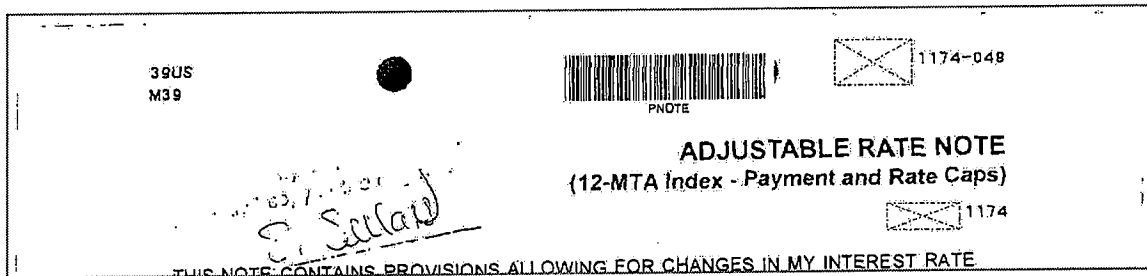 39US
M39
1174-048
PNOTE
ADJUSTABLE RATE NOTE
(12-MTA Index - Payment and Rate Caps)
1174
THIS NOTE CONTAINS PROVISIONS ALLOWING FOR CHANGES IN MY INTEREST RATE